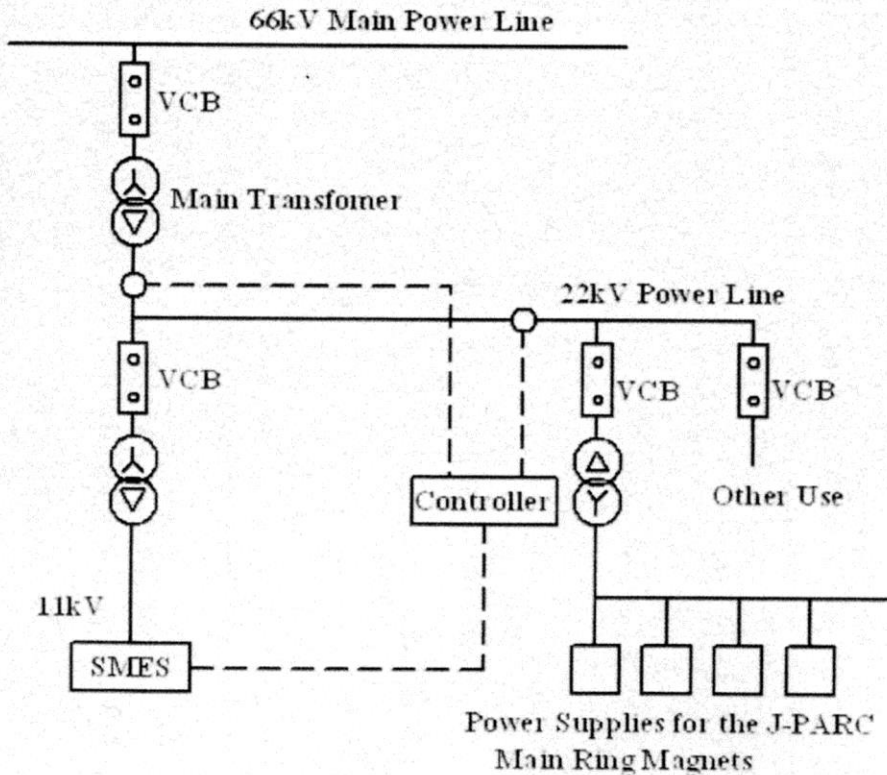 66kV Main Power Line
VCB
Main Transfomer
22kV Power Line
VCB
VCB
VCB
Controller
Other Use
11kV
SMES
Power Supplies for the J-PARC
Main Ring Magnets